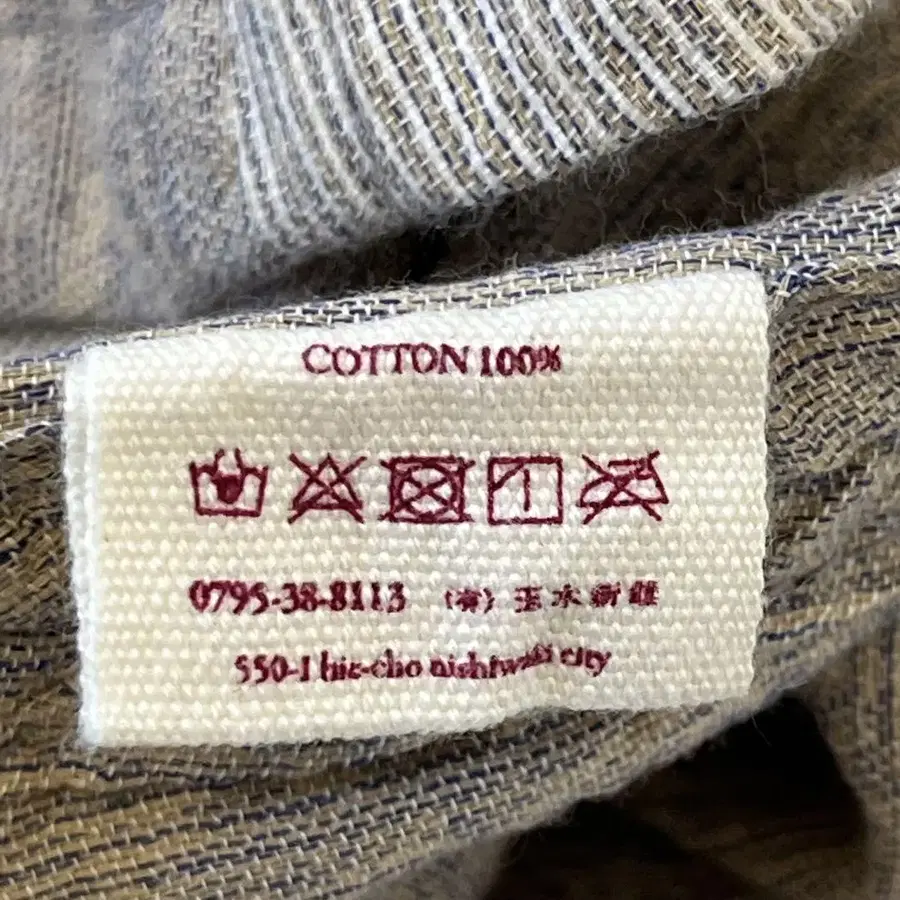 COTTON 100%
0795-38-8113 (有) 玉木新雌
550-1 hie-cho nishiwaki city